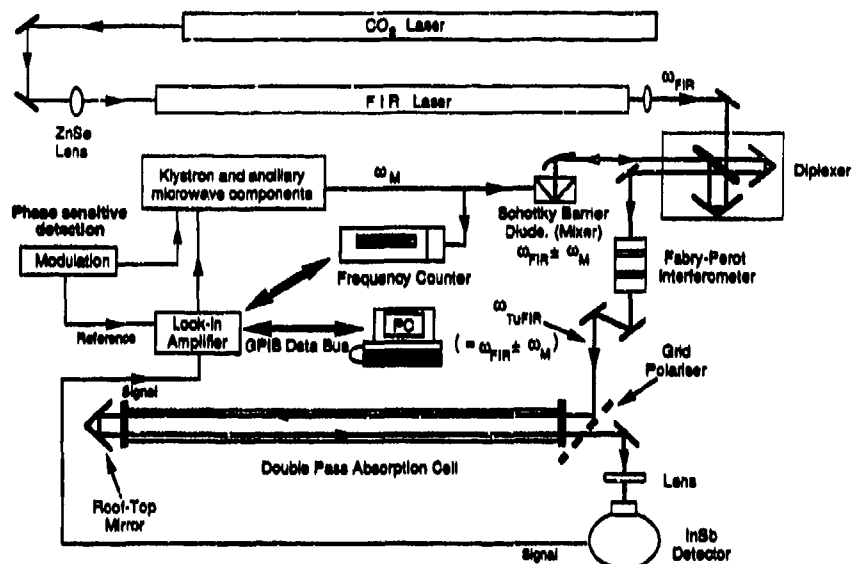 CO2 Laser
ωFIR
FIR Laser
ZnSe
Lens
Klystron and ancillary
microwave components
ωM
Diplexer
Schottky Barrier
Diode. (Mixer)
ωFIR ± ωM
Phase sensitive
detection
Modulation
Frequency Counter
Fabry-Perot
Interferometer
ωTuFIR
Reference
Lock-in
Amplifier
GPIB Data Bus
PC
( = ωFIR ± ωM )
Grid
Polariser
Signal
Double Pass Absorption Cell
Roof-Top
Mirror
Lens
Signal
InSb
Detector